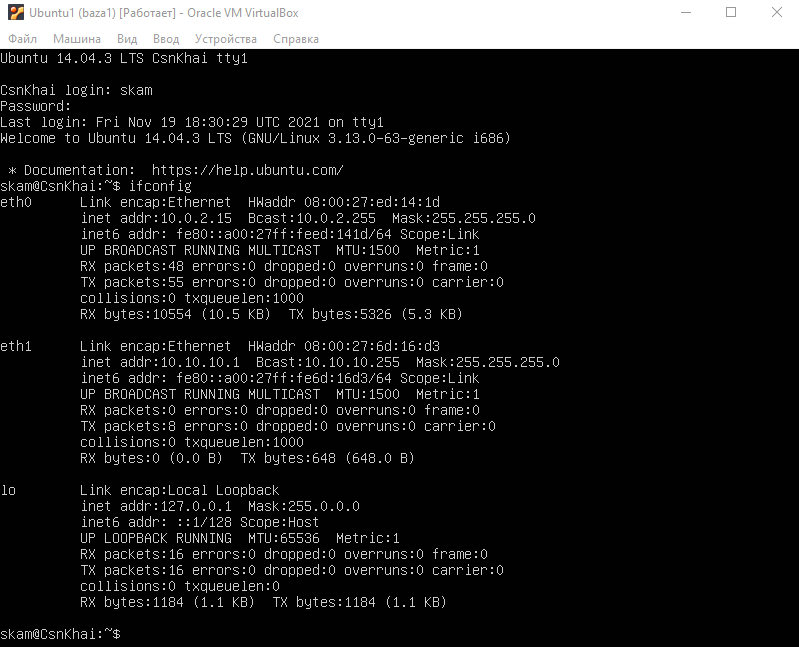 Ubuntu1 (baza1) [Работает] - Oracle VM VirtualBox
Файл Машина Вид Ввод Устройства Справка
Ubuntu 14.04.3 LTS CsnKhai tty1
CsnKhai login: skam
Password:
Last login: Fri Nov 19 18:30:29 UTC 2021 on tty1
Welcome to Ubuntu 14.04.3 LTS (GNU/Linux 3.13.0-63-generic i686)
* Documentation:  https://help.ubuntu.com/
skam@CsnKhai:~$ ifconfig
eth0      Link encap:Ethernet  HWaddr 08:00:27:ed:14:1d
inet addr:10.0.2.15  Bcast:10.0.2.255  Mask:255.255.255.0
inet6 addr: fe80::a00:27ff:feed:141d/64 Scope:Link
UP BROADCAST RUNNING MULTICAST  MTU:1500  Metric:1
RX packets:48 errors:0 dropped:0 overruns:0 frame:0
TX packets:55 errors:0 dropped:0 overruns:0 carrier:0
collisions:0 txqueuelen:1000
RX bytes:10554 (10.5 KB)  TX bytes:5326 (5.3 KB)
eth1      Link encap:Ethernet  HWaddr 08:00:27:6d:16:d3
inet addr:10.10.10.1  Bcast:10.10.10.255  Mask:255.255.255.0
inet6 addr: fe80::a00:27ff:fe6d:16d3/64 Scope:Link
UP BROADCAST RUNNING MULTICAST  MTU:1500  Metric:1
RX packets:0 errors:0 dropped:0 overruns:0 frame:0
TX packets:8 errors:0 dropped:0 overruns:0 carrier:0
collisions:0 txqueuelen:1000
RX bytes:0 (0.0 B)  TX bytes:648 (648.0 B)
lo        Link encap:Local Loopback
inet addr:127.0.0.1  Mask:255.0.0.0
inet6 addr: ::1/128 Scope:Host
UP LOOPBACK RUNNING  MTU:65536  Metric:1
RX packets:16 errors:0 dropped:0 overruns:0 frame:0
TX packets:16 errors:0 dropped:0 overruns:0 carrier:0
collisions:0 txqueuelen:0
RX bytes:1184 (1.1 KB)  TX bytes:1184 (1.1 KB)
skam@CsnKhai:~$